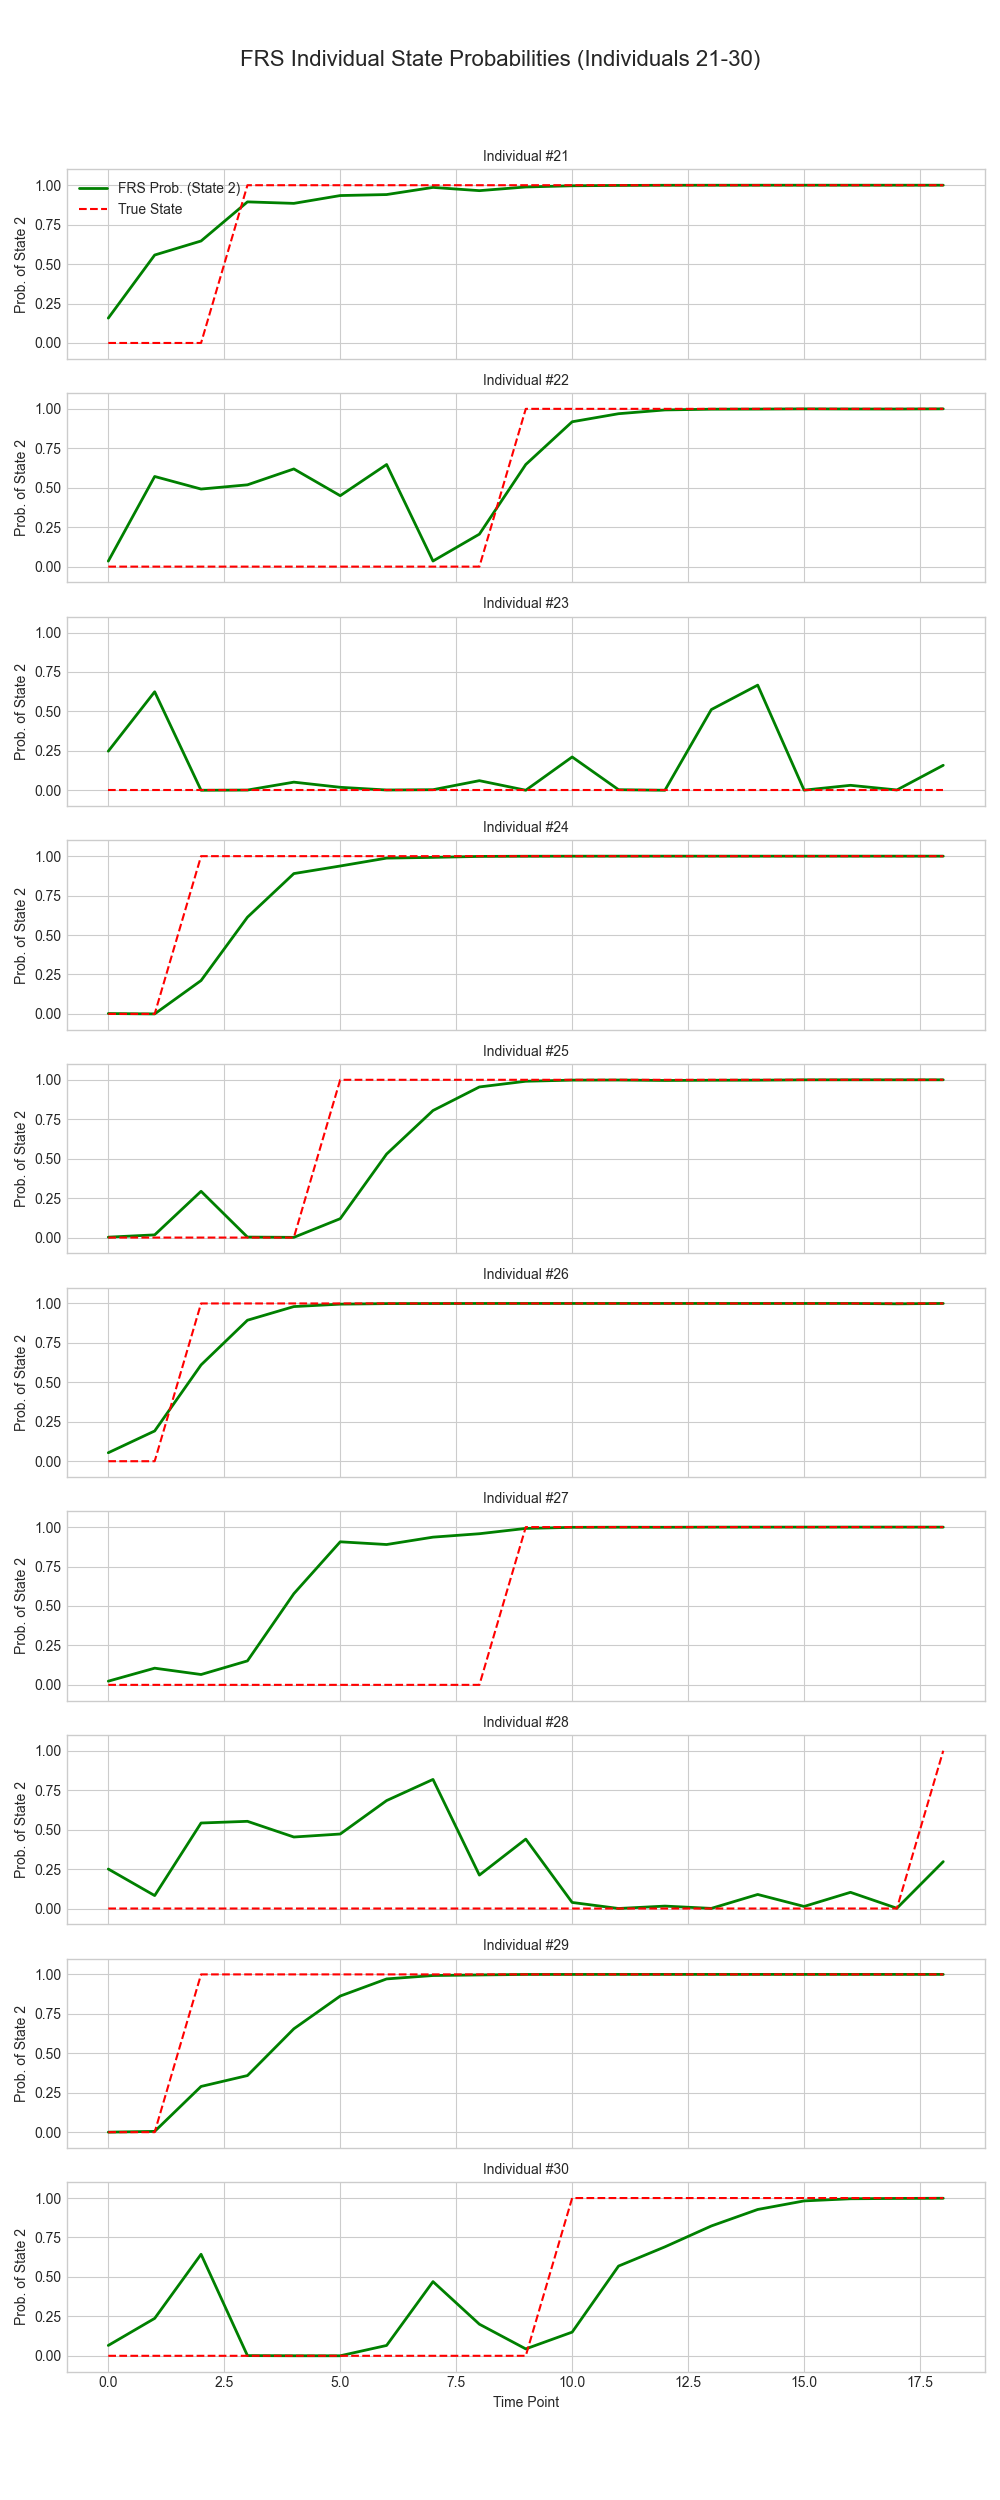 FRS Individual State Probabilities (Individuals 21-30)
Individual #21
1.00
0.75
0.50
0.25
0.00
Prob. of State 2
FRS Prob. (State 2)
True State
Individual #22
1.00
0.75
0.50
0.25
0.00
Prob. of State 2
Individual #23
1.00
0.75
0.50
0.25
0.00
Prob. of State 2
Individual #24
1.00
0.75
0.50
0.25
0.00
Prob. of State 2
Individual #25
1.00
0.75
0.50
0.25
0.00
Prob. of State 2
Individual #26
1.00
0.75
0.50
0.25
0.00
Prob. of State 2
Individual #27
1.00
0.75
0.50
0.25
0.00
Prob. of State 2
Individual #28
1.00
0.75
0.50
0.25
0.00
Prob. of State 2
Individual #29
1.00
0.75
0.50
0.25
0.00
Prob. of State 2
Individual #30
1.00
0.75
0.50
0.25
0.00
Prob. of State 2
0.0 2.5 5.0 7.5 10.0 12.5 15.0 17.5
Time Point